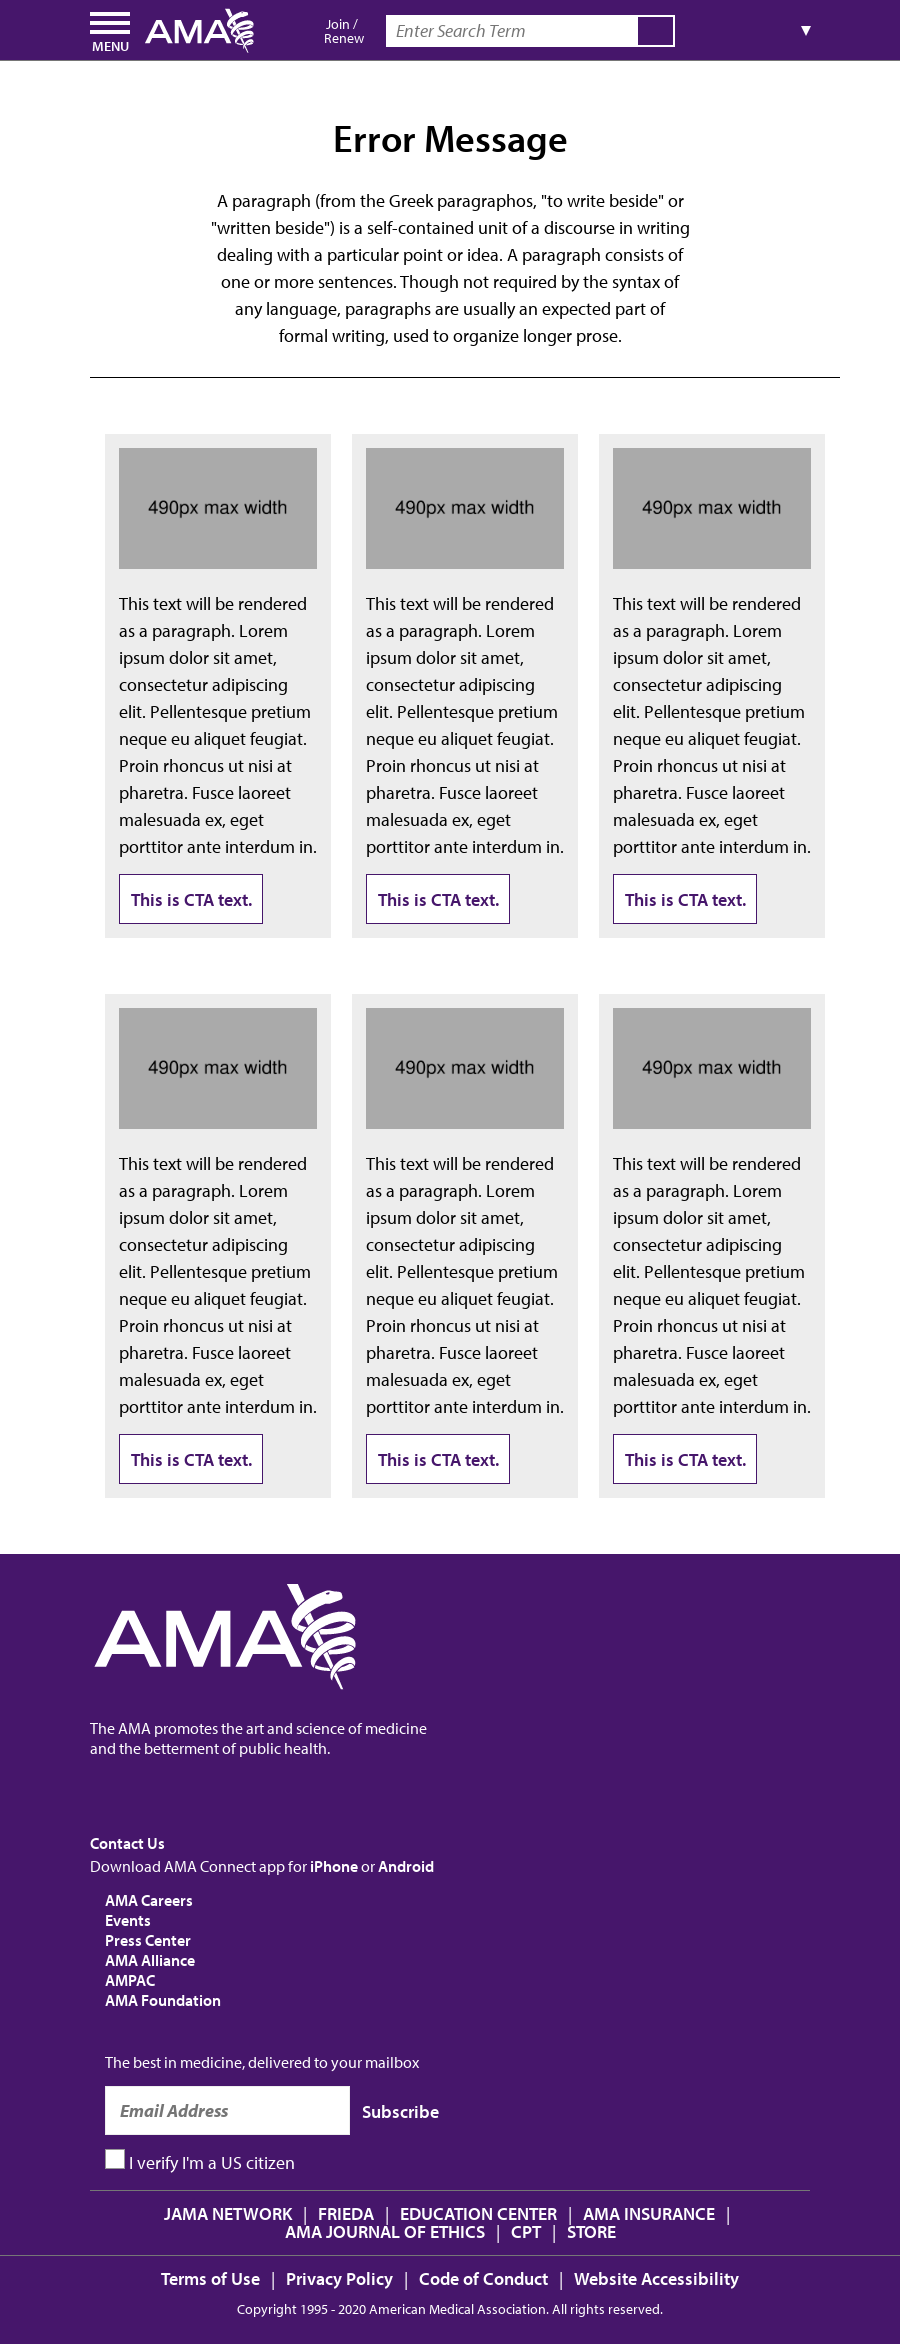 MENU
AMA
Join /
Renew
Enter Search Term
▼
Error Message
A paragraph (from the Greek paragraphos, "to write beside" or
"written beside") is a self-contained unit of a discourse in writing
dealing with a particular point or idea. A paragraph consists of
one or more sentences. Though not required by the syntax of
any language, paragraphs are usually an expected part of
formal writing, used to organize longer prose.
490px max width
This text will be rendered
as a paragraph. Lorem
ipsum dolor sit amet,
consectetur adipiscing
elit. Pellentesque pretium
neque eu aliquet feugiat.
Proin rhoncus ut nisi at
pharetra. Fusce laoreet
malesuada ex, eget
porttitor ante interdum in.
This is CTA text.
490px max width
This text will be rendered
as a paragraph. Lorem
ipsum dolor sit amet,
consectetur adipiscing
elit. Pellentesque pretium
neque eu aliquet feugiat.
Proin rhoncus ut nisi at
pharetra. Fusce laoreet
malesuada ex, eget
porttitor ante interdum in.
This is CTA text.
490px max width
This text will be rendered
as a paragraph. Lorem
ipsum dolor sit amet,
consectetur adipiscing
elit. Pellentesque pretium
neque eu aliquet feugiat.
Proin rhoncus ut nisi at
pharetra. Fusce laoreet
malesuada ex, eget
porttitor ante interdum in.
This is CTA text.
490px max width
This text will be rendered
as a paragraph. Lorem
ipsum dolor sit amet,
consectetur adipiscing
elit. Pellentesque pretium
neque eu aliquet feugiat.
Proin rhoncus ut nisi at
pharetra. Fusce laoreet
malesuada ex, eget
porttitor ante interdum in.
This is CTA text.
490px max width
This text will be rendered
as a paragraph. Lorem
ipsum dolor sit amet,
consectetur adipiscing
elit. Pellentesque pretium
neque eu aliquet feugiat.
Proin rhoncus ut nisi at
pharetra. Fusce laoreet
malesuada ex, eget
porttitor ante interdum in.
This is CTA text.
490px max width
This text will be rendered
as a paragraph. Lorem
ipsum dolor sit amet,
consectetur adipiscing
elit. Pellentesque pretium
neque eu aliquet feugiat.
Proin rhoncus ut nisi at
pharetra. Fusce laoreet
malesuada ex, eget
porttitor ante interdum in.
This is CTA text.
AMA
The AMA promotes the art and science of medicine
and the betterment of public health.
Contact Us
Download AMA Connect app for iPhone or Android
AMA Careers
Events
Press Center
AMA Alliance
AMPAC
AMA Foundation
The best in medicine, delivered to your mailbox
Email Address
Subscribe
I verify I'm a US citizen
JAMA NETWORK | FRIEDA | EDUCATION CENTER | AMA INSURANCE |
AMA JOURNAL OF ETHICS | CPT | STORE
Terms of Use | Privacy Policy | Code of Conduct | Website Accessibility
Copyright 1995 - 2020 American Medical Association. All rights reserved.